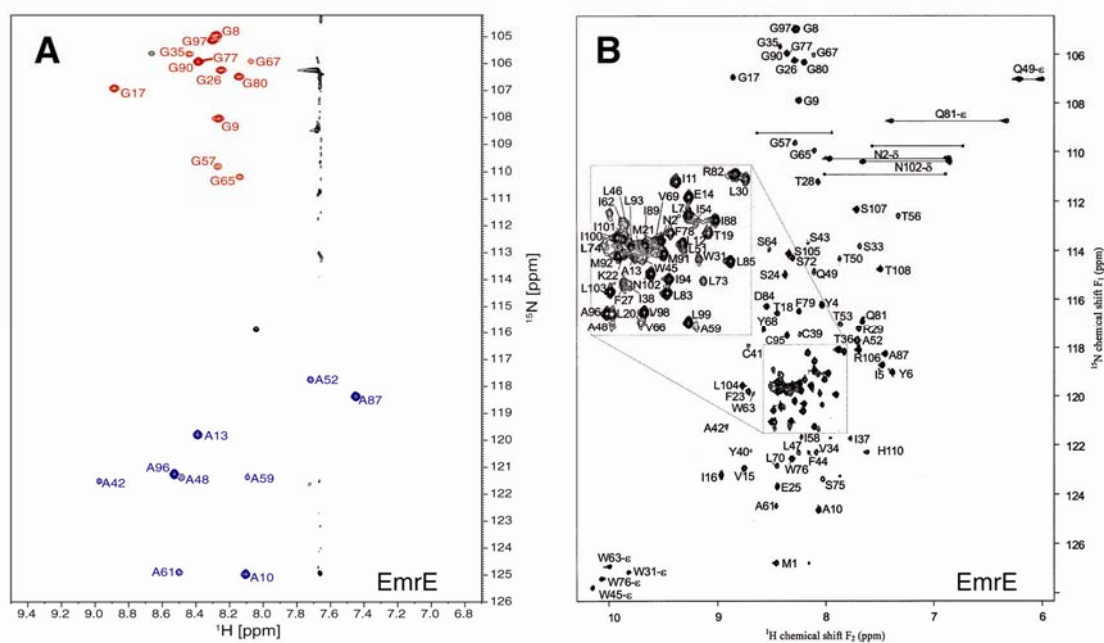 A
G8
G97
G35
G77
G67
G90
G26
G80
G17
G9
G57
G65
A52
A87
A13
A96
A48
A59
A42
A61
A10
EmrE
105
106
107
108
109
110
111
112
113
114
115
116
117
118
119
120
121
122
123
124
125
126
¹⁵N [ppm]
9.4 9.2 9.0 8.8 8.6 8.4 8.2 8.0 7.8 7.6 7.4 7.2 7.0 6.8 6.6
¹H [ppm]
B
G97 G8
G35
G77 G67
G90
G26 G80
G17
Q49-ε
G9
Q81-ε
G57
G65
N2-δ
N102-δ
T28
R82
I11
L30
E14
L46
L93
V69
L7
I54
I62
M21
I89
N2
I88
I101
I100
F78
L12
T19
L74
L51
M92
M91
W31
L85
K22
W45
A13
I94
L73
L103
N102
F27
I38
L83
A96
L20
V98
L99
A48
V66
A59
S107
T56
S64
S43
S33
S105
S72
T50
T108
S24
Q49
D84
T18
F79
Y4
Y68
T53
Q81
R29
C95
C39
T36
A52
C41
R106
A87
I5
Y6
L104
F23
W63
A42
I58
I37
L47
V34
H110
Y40
F44
L70
W76
I16
V15
S75
E25
A61
A10
M1
W63-ε
W31-ε
W76-ε
W45-ε
EmrE
106
108
110
112
114
116
118
120
122
124
126
¹⁵N chemical shift F₁ (ppm)
10 9 8 7 6
¹H chemical shift F₂ (ppm)